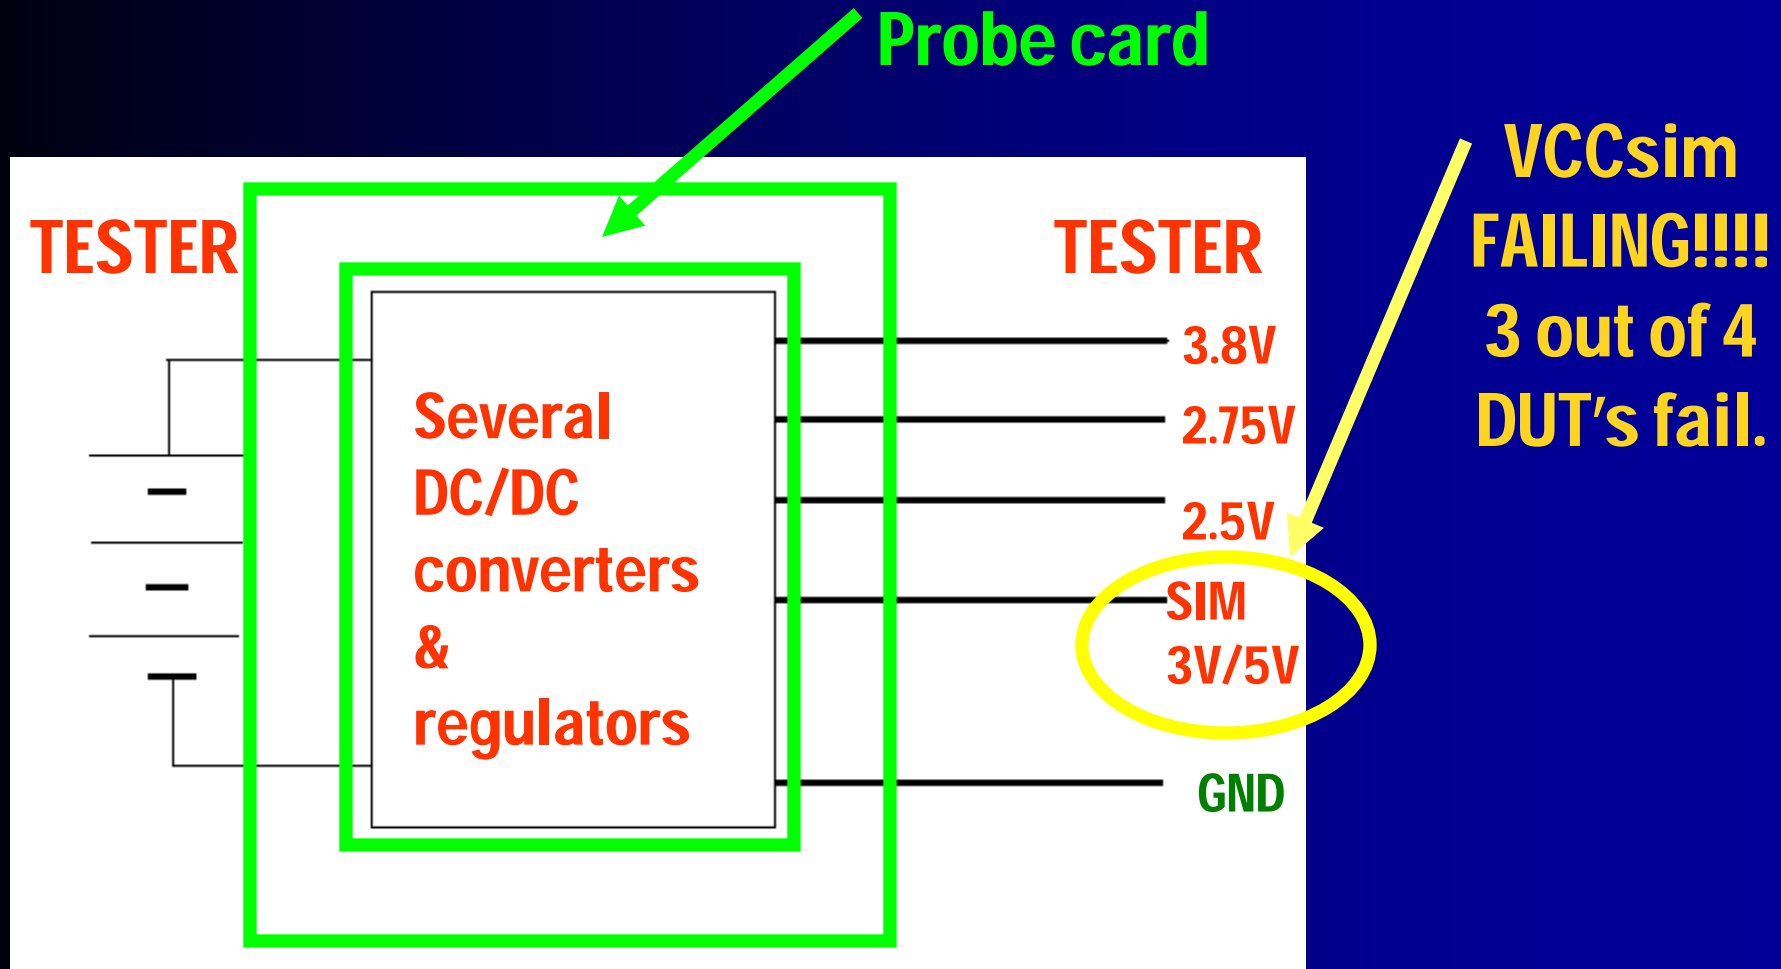 Probe card
VCCsim
FAILING!!!!
3 out of 4
DUT's fail.
TESTER
TESTER
Several
DC/DC
converters
&
regulators
3.8V
2.75V
2.5V
SIM
3V/5V
GND